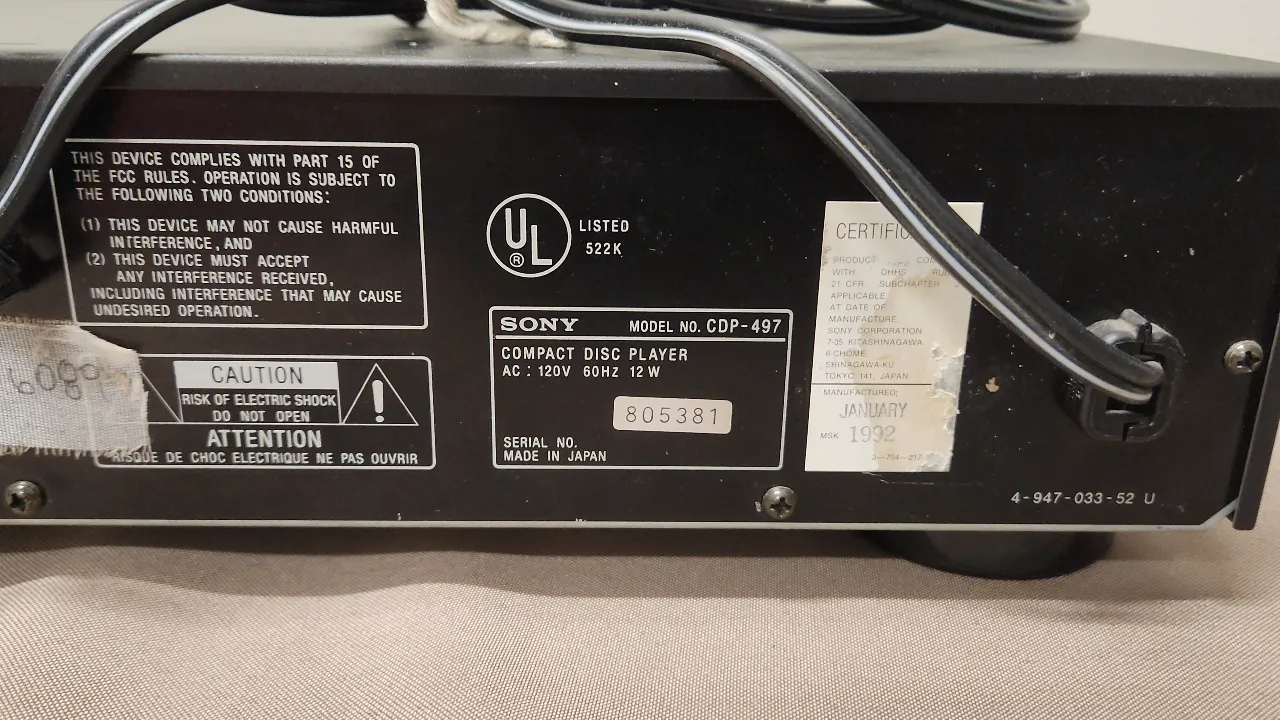 THIS DEVICE COMPLIES WITH PART 15 OF
THE FCC RULES. OPERATION IS SUBJECT TO
THE FOLLOWING TWO CONDITIONS:
(1) THIS DEVICE MAY NOT CAUSE HARMFUL
INTERFERENCE, AND
(2) THIS DEVICE MUST ACCEPT
ANY INTERFERENCE RECEIVED,
INCLUDING INTERFERENCE THAT MAY CAUSE
UNDESIRED OPERATION.
CAUTION
RISK OF ELECTRIC SHOCK
DO NOT OPEN
ATTENTION
RISQUE DE CHOC ELECTRIQUE NE PAS OUVRIR
UL
®
LISTED
522K
SONY MODEL NO. CDP-497
COMPACT DISC PLAYER
AC : 120V 60Hz 12 W
805381
SERIAL NO.
MADE IN JAPAN
PRODUCT
WITH DHHS
21 CFR SUBCHAPTER
APPLICABLE
AT DATE OF
MANUFACTURE.
SONY CORPORATION
7-35 KITASHINAGAWA
6 CHOME,
SHINAGAWA-KU
TOKYO 141, JAPAN
MANUFACTURED;
JANUARY
MSK 1992
3-704-217
4-947-033-52 U